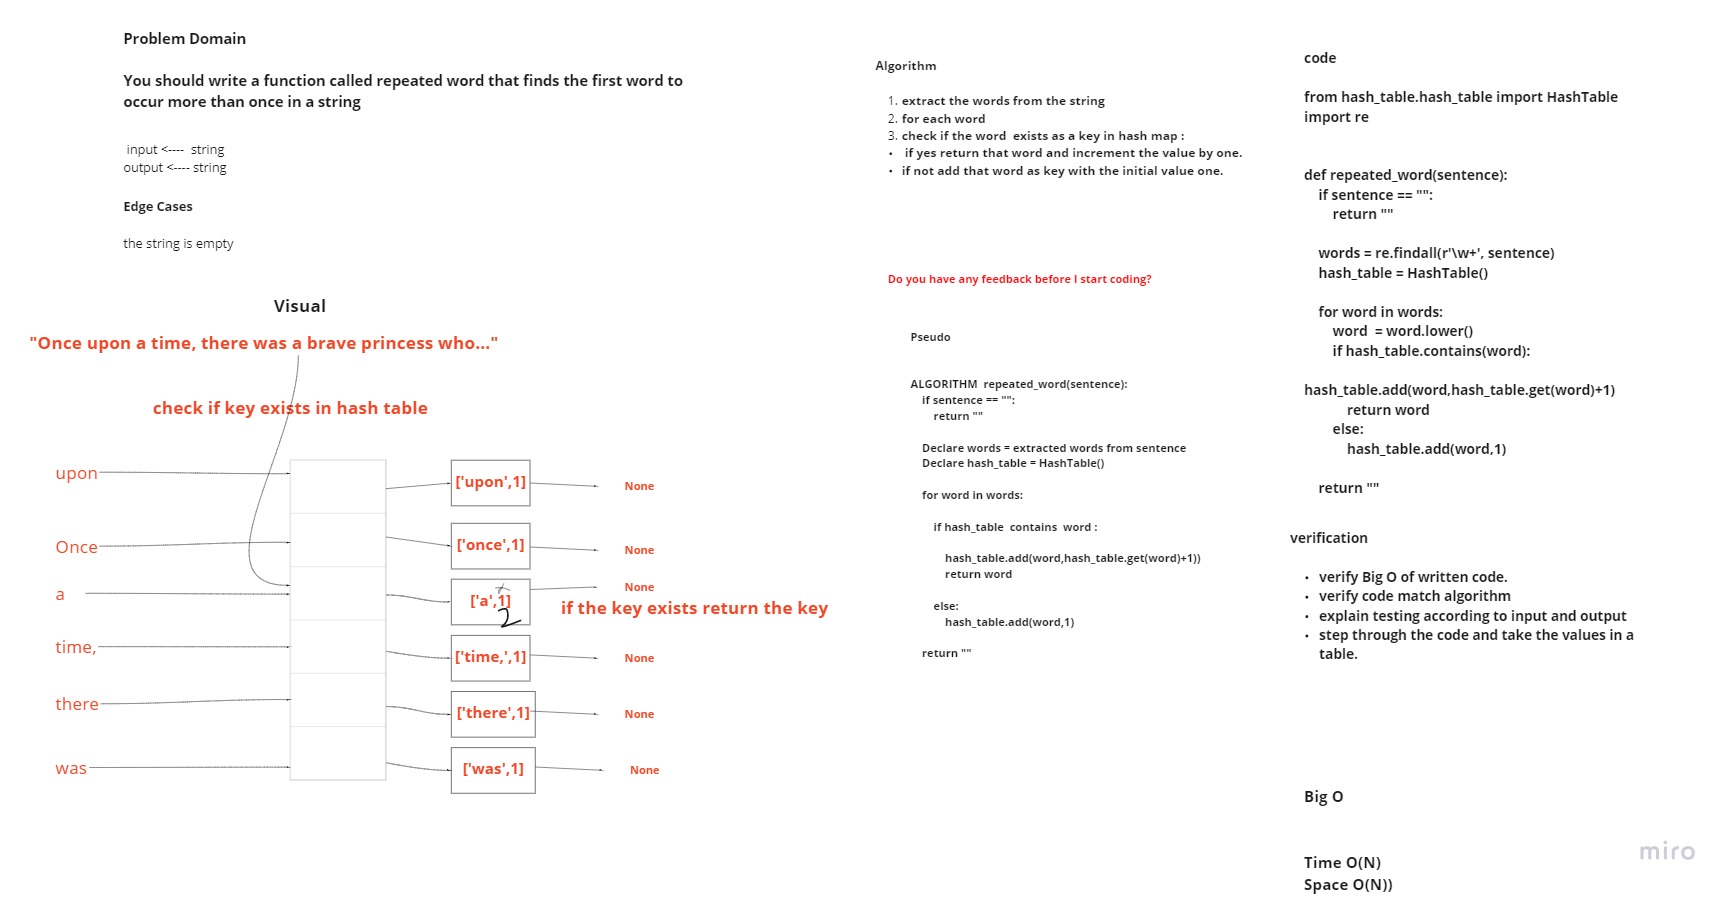 Problem Domain
You should write a function called repeated word that finds the first word to
occur more than once in a string
input <---- string
output <---- string
Edge Cases
the string is empty
Visual
"Once upon a time, there was a brave princess who..."
check if key exists in hash table
upon
['upon',1]
None
Once
['once',1]
None
a
['a',1]
2
None
if the key exists return the key
time,
['time,',1]
None
there
['there',1]
None
was
['was',1]
None
Algorithm
1. extract the words from the string
2. for each word
3. check if the word  exists as a key in hash map :
•  if yes return that word and increment the value by one.
• if not add that word as key with the initial value one.
Do you have any feedback before I start coding?
Pseudo
ALGORITHM  repeated_word(sentence):
if sentence == "":
return ""
Declare words = extracted words from sentence
Declare hash_table = HashTable()
for word in words:
if hash_table  contains  word :
hash_table.add(word,hash_table.get(word)+1))
return word
else:
hash_table.add(word,1)
return ""
code
from hash_table.hash_table import HashTable
import re
def repeated_word(sentence):
if sentence == "":
return ""
words = re.findall(r'\w+', sentence)
hash_table = HashTable()
for word in words:
word  = word.lower()
if hash_table.contains(word):
hash_table.add(word,hash_table.get(word)+1)
return word
else:
hash_table.add(word,1)
return ""
verification
• verify Big O of written code.
• verify code match algorithm
• explain testing according to input and output
• step through the code and take the values in a
table.
Big O
Time O(N)
Space O(N))
miro